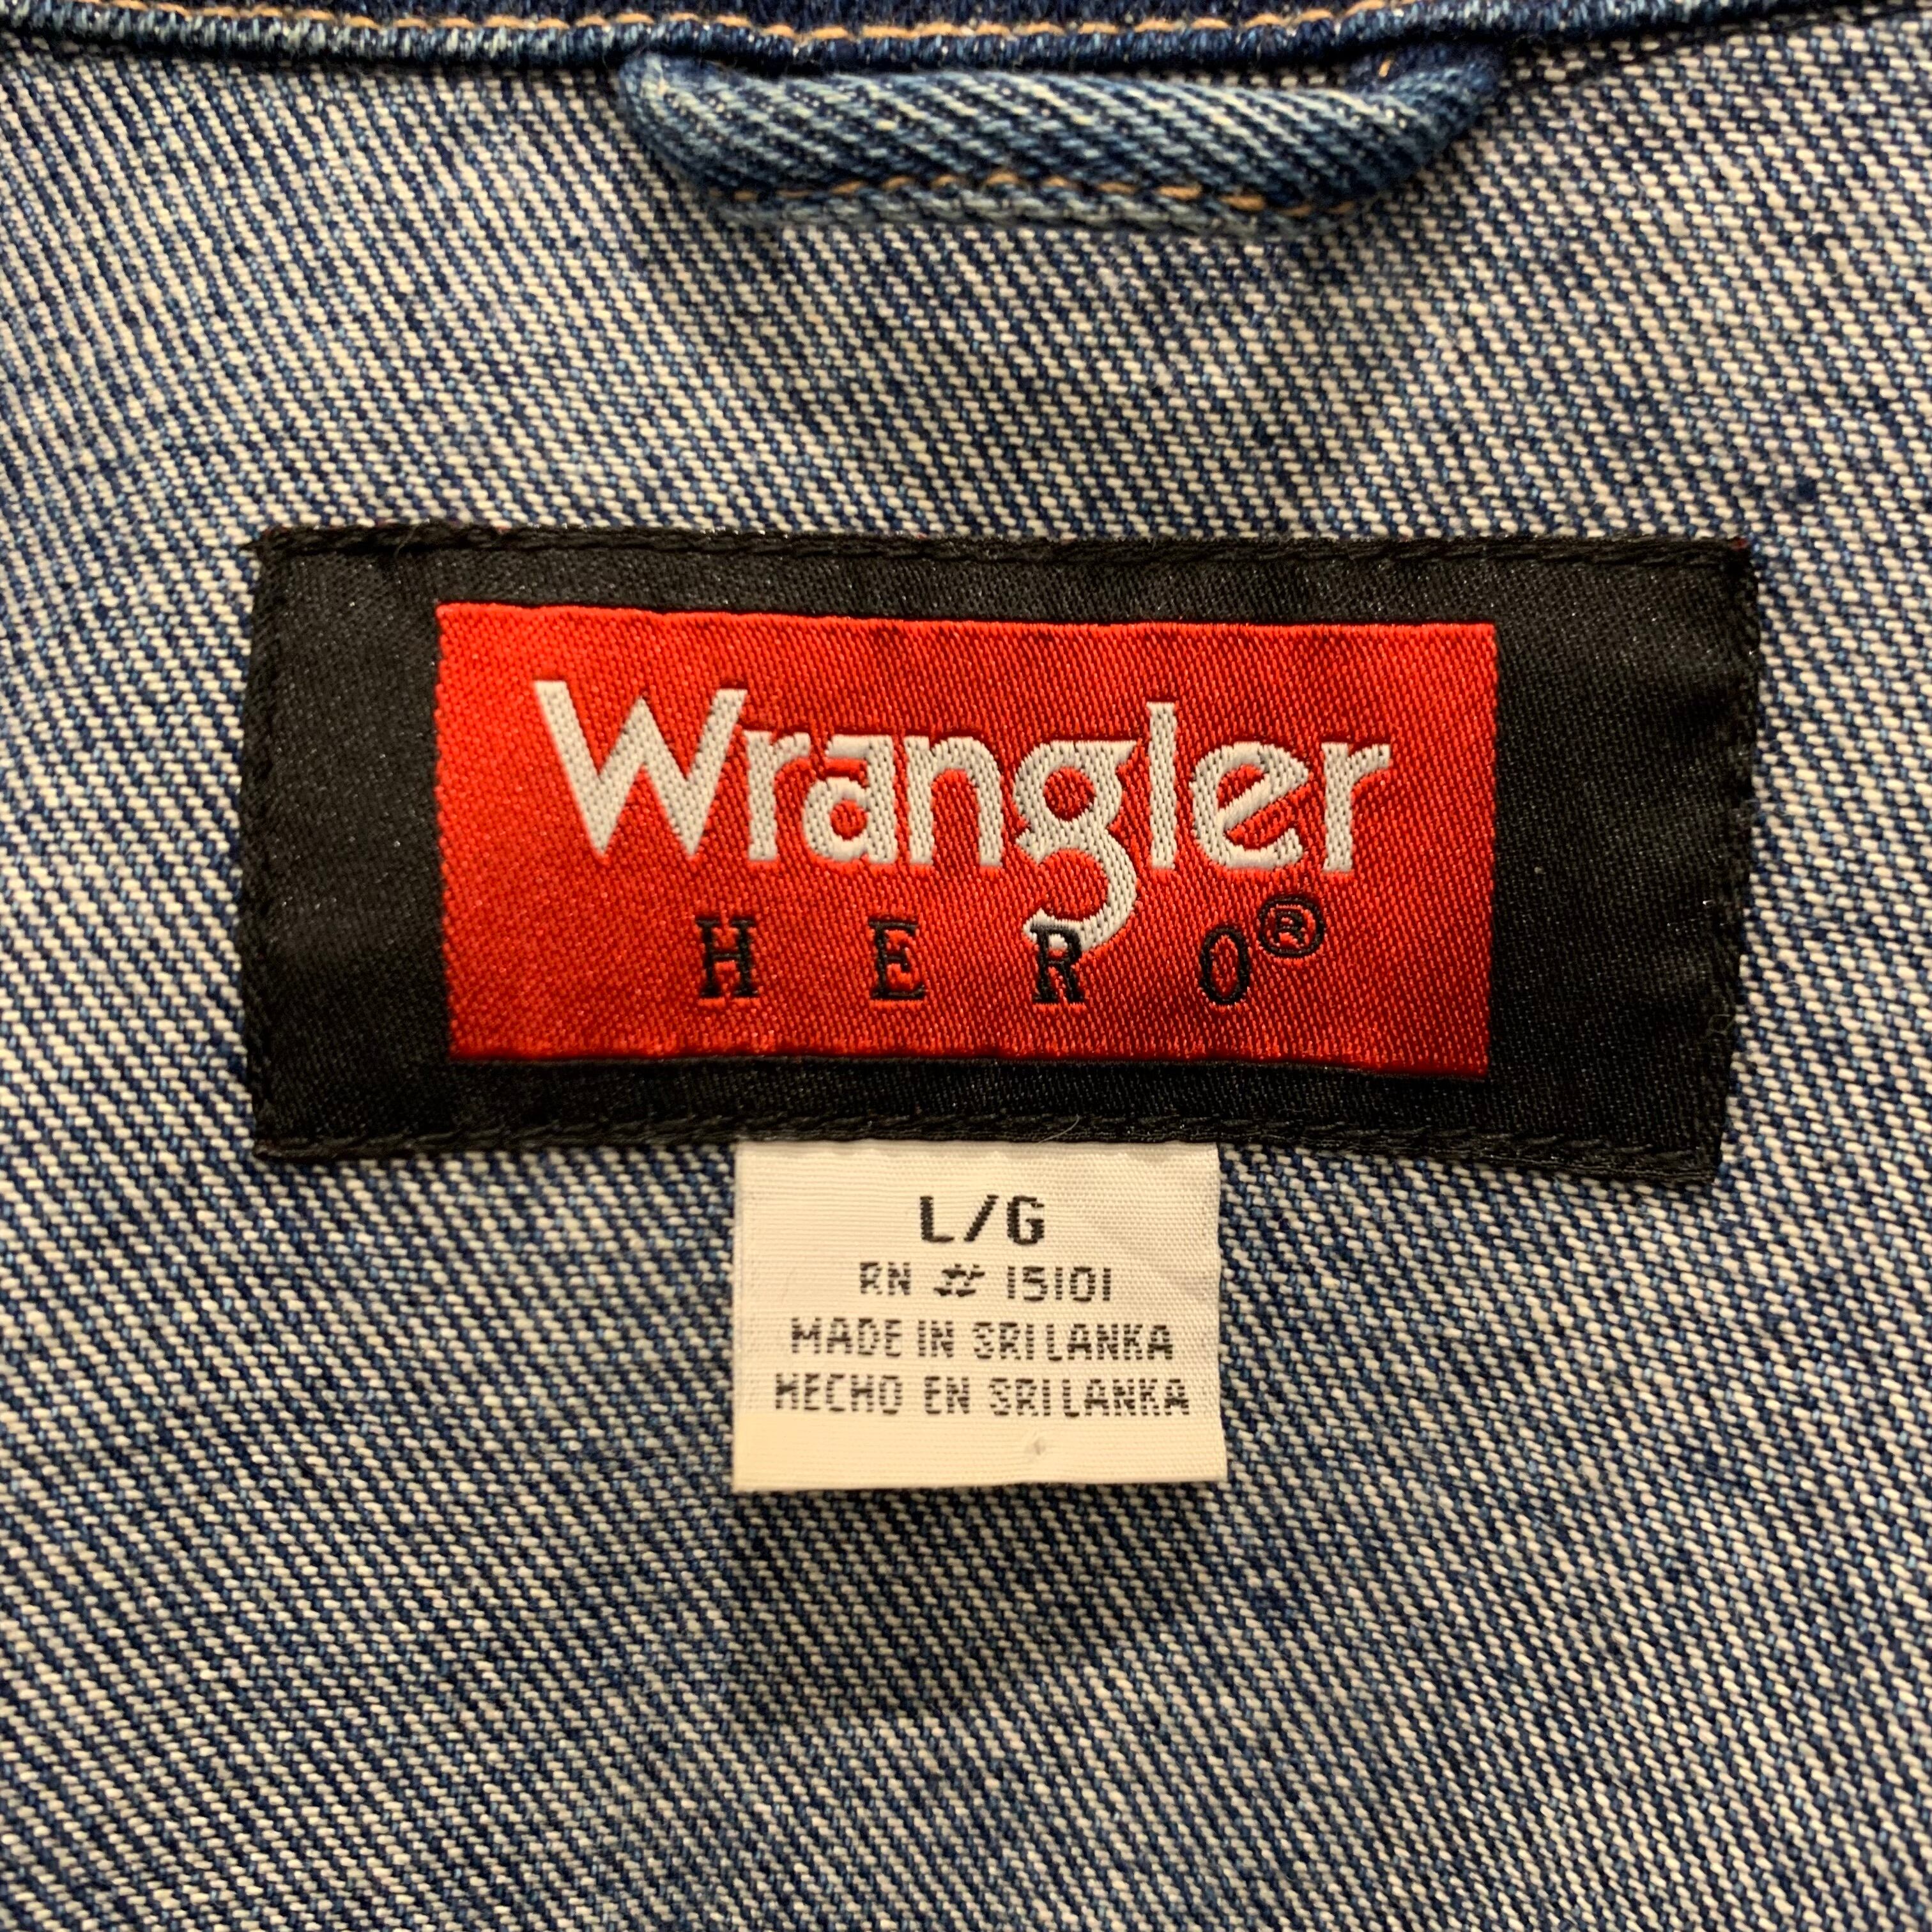 Wrangler
HERO®
L/G
RN # 15101
MADE IN SRI LANKA
HECHO EN SRI LANKA